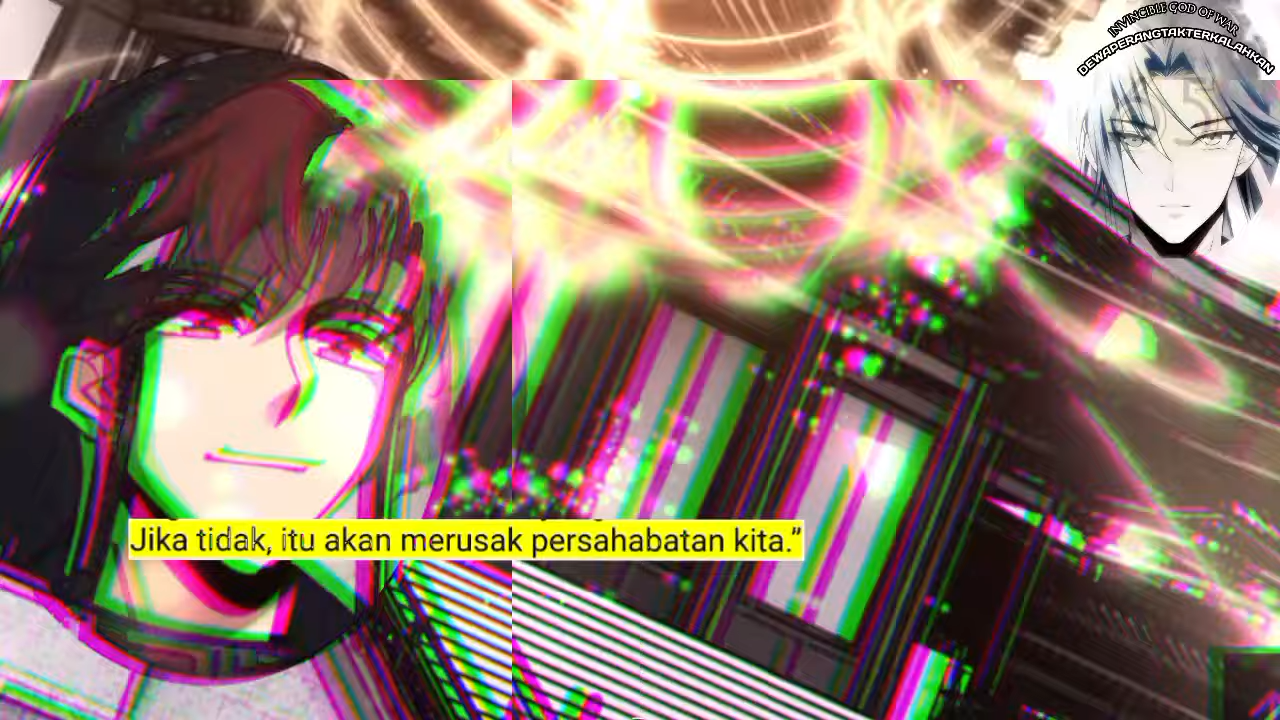 INVINCIBLE GOD OF WAR
DEWAPERANGTAKTERKALAHKAN
Jika tidak, itu akan merusak persahabatan kita.”